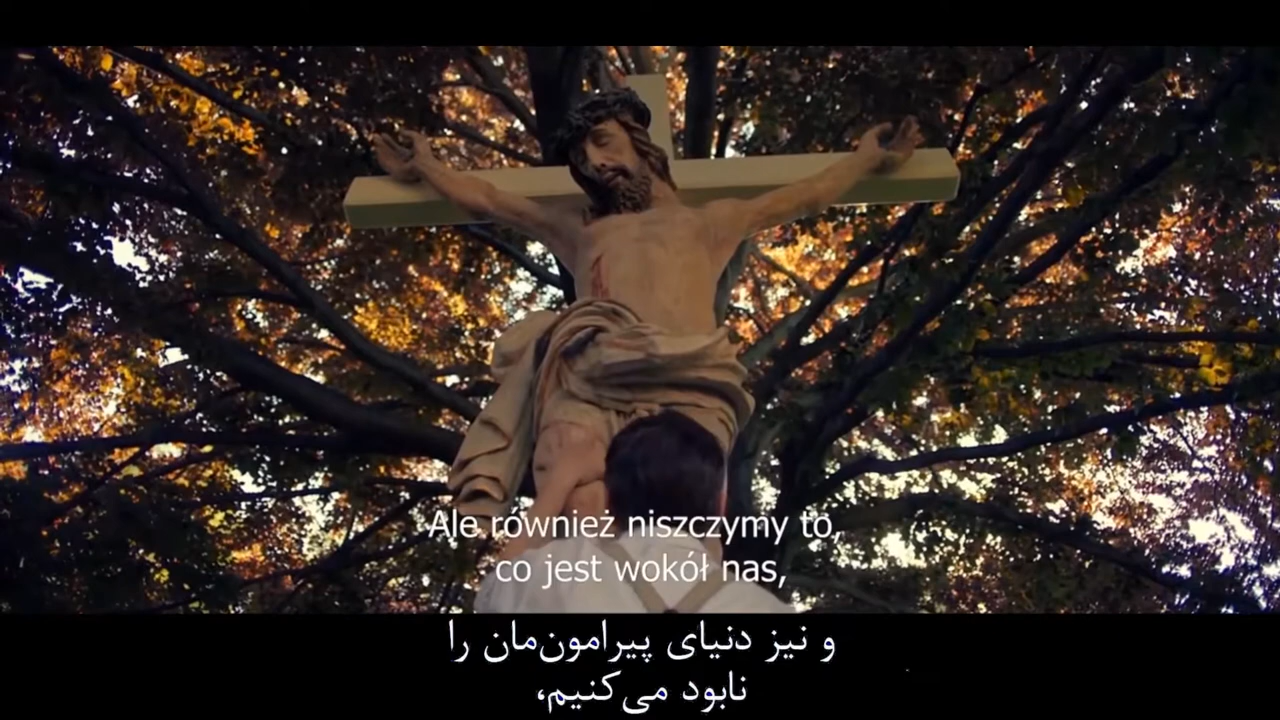 Ale również niszczymy to,
co jest wokół nas,
و نیز دنیای پیرامون‌مان را
نابود می‌کنیم،